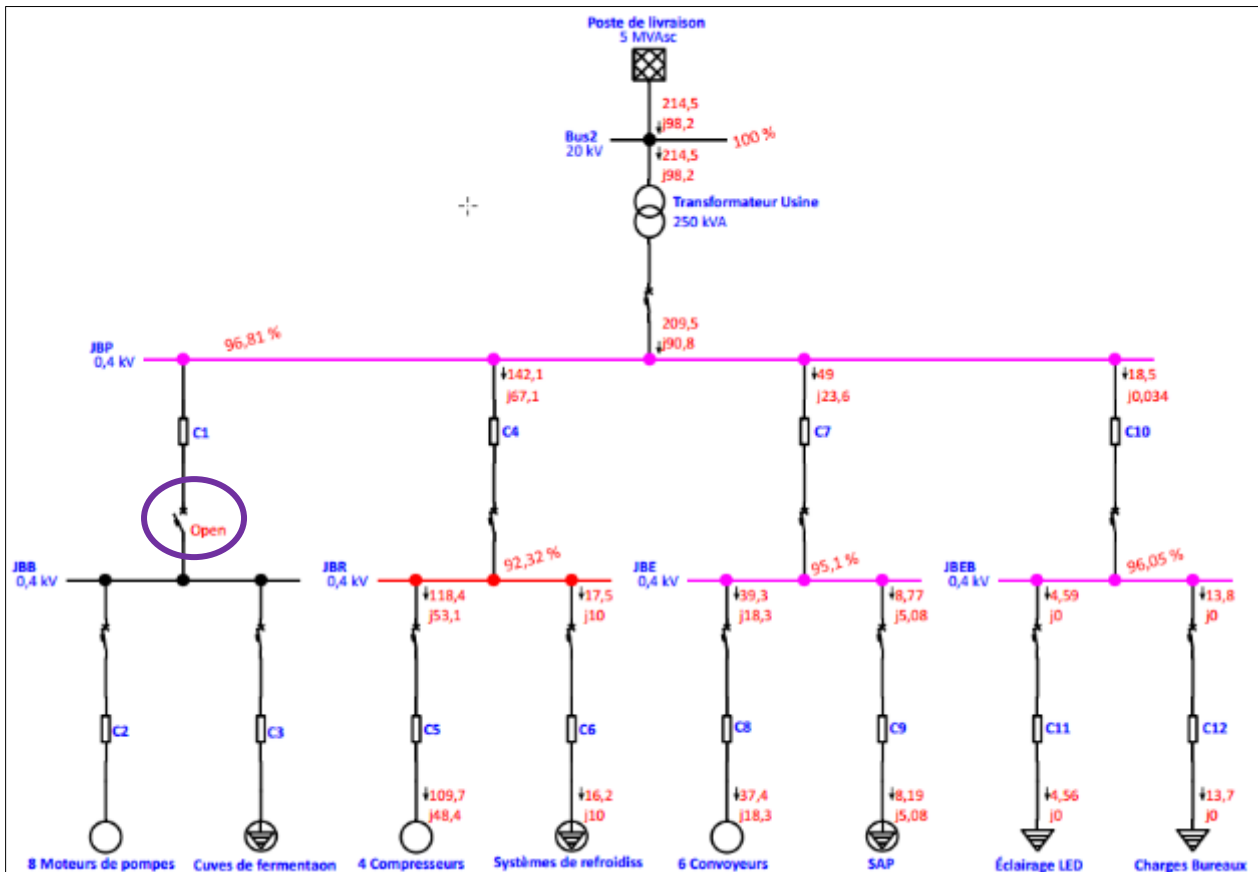 Poste de livraison
5 MVAsc
214,5
j98,2
Bus2
20 kV
100 %
214,5
j98,2
Transformateur Usine
250 kVA
209,5
j90,8
JBP
0,4 kV
96,81 %
142,1
j67,1
49
j23,6
18,5
j0,034
C1
C4
C7
C10
Open
JBB
0,4 kV
JBR
0,4 kV
92,32 %
JBE
0,4 kV
95,1 %
JBEB
0,4 kV
96,05 %
118,4
j53,1
17,5
j10
39,3
j18,3
8,77
j5,08
4,59
j0
13,8
j0
C2
C3
C5
C6
C8
C9
C11
C12
109,7
j48,4
16,2
j10
37,4
j18,3
8,19
j5,08
4,56
j0
13,7
j0
8 Moteurs de pompes
Cuves de fermentaon
4 Compresseurs
Systèmes de refroidiss
6 Convoyeurs
SAP
Éclairage LED
Charges Bureaux